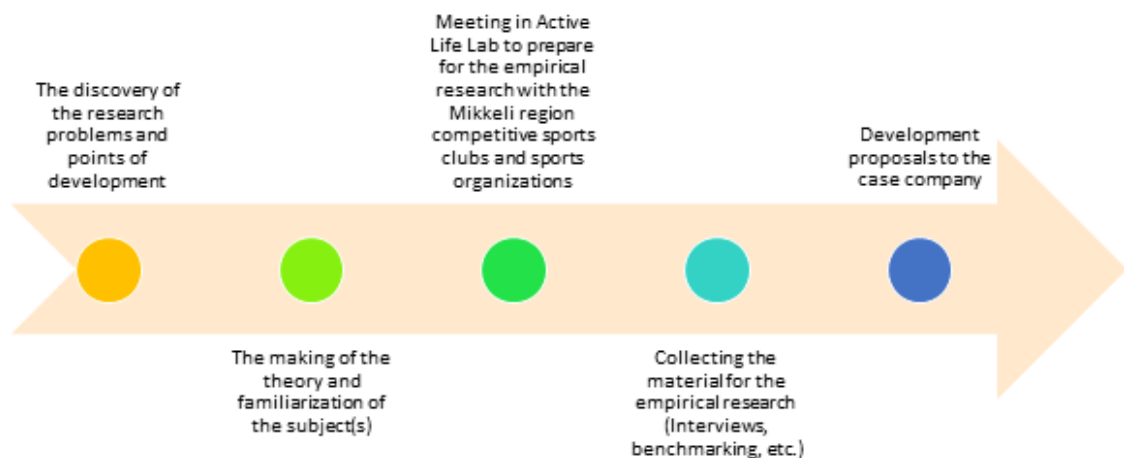 The discovery of
the research
problems and
points of
development
The making of the
theory and
familiarization of
the subject(s)
Meeting in Active
Life Lab to prepare
for the empirical
research with the
Mikkeli region
competitive sports
clubs and sports
organizations
Collecting the
material for the
empirical research
(Interviews,
benchmarking, etc.)
Development
proposals to the
case company